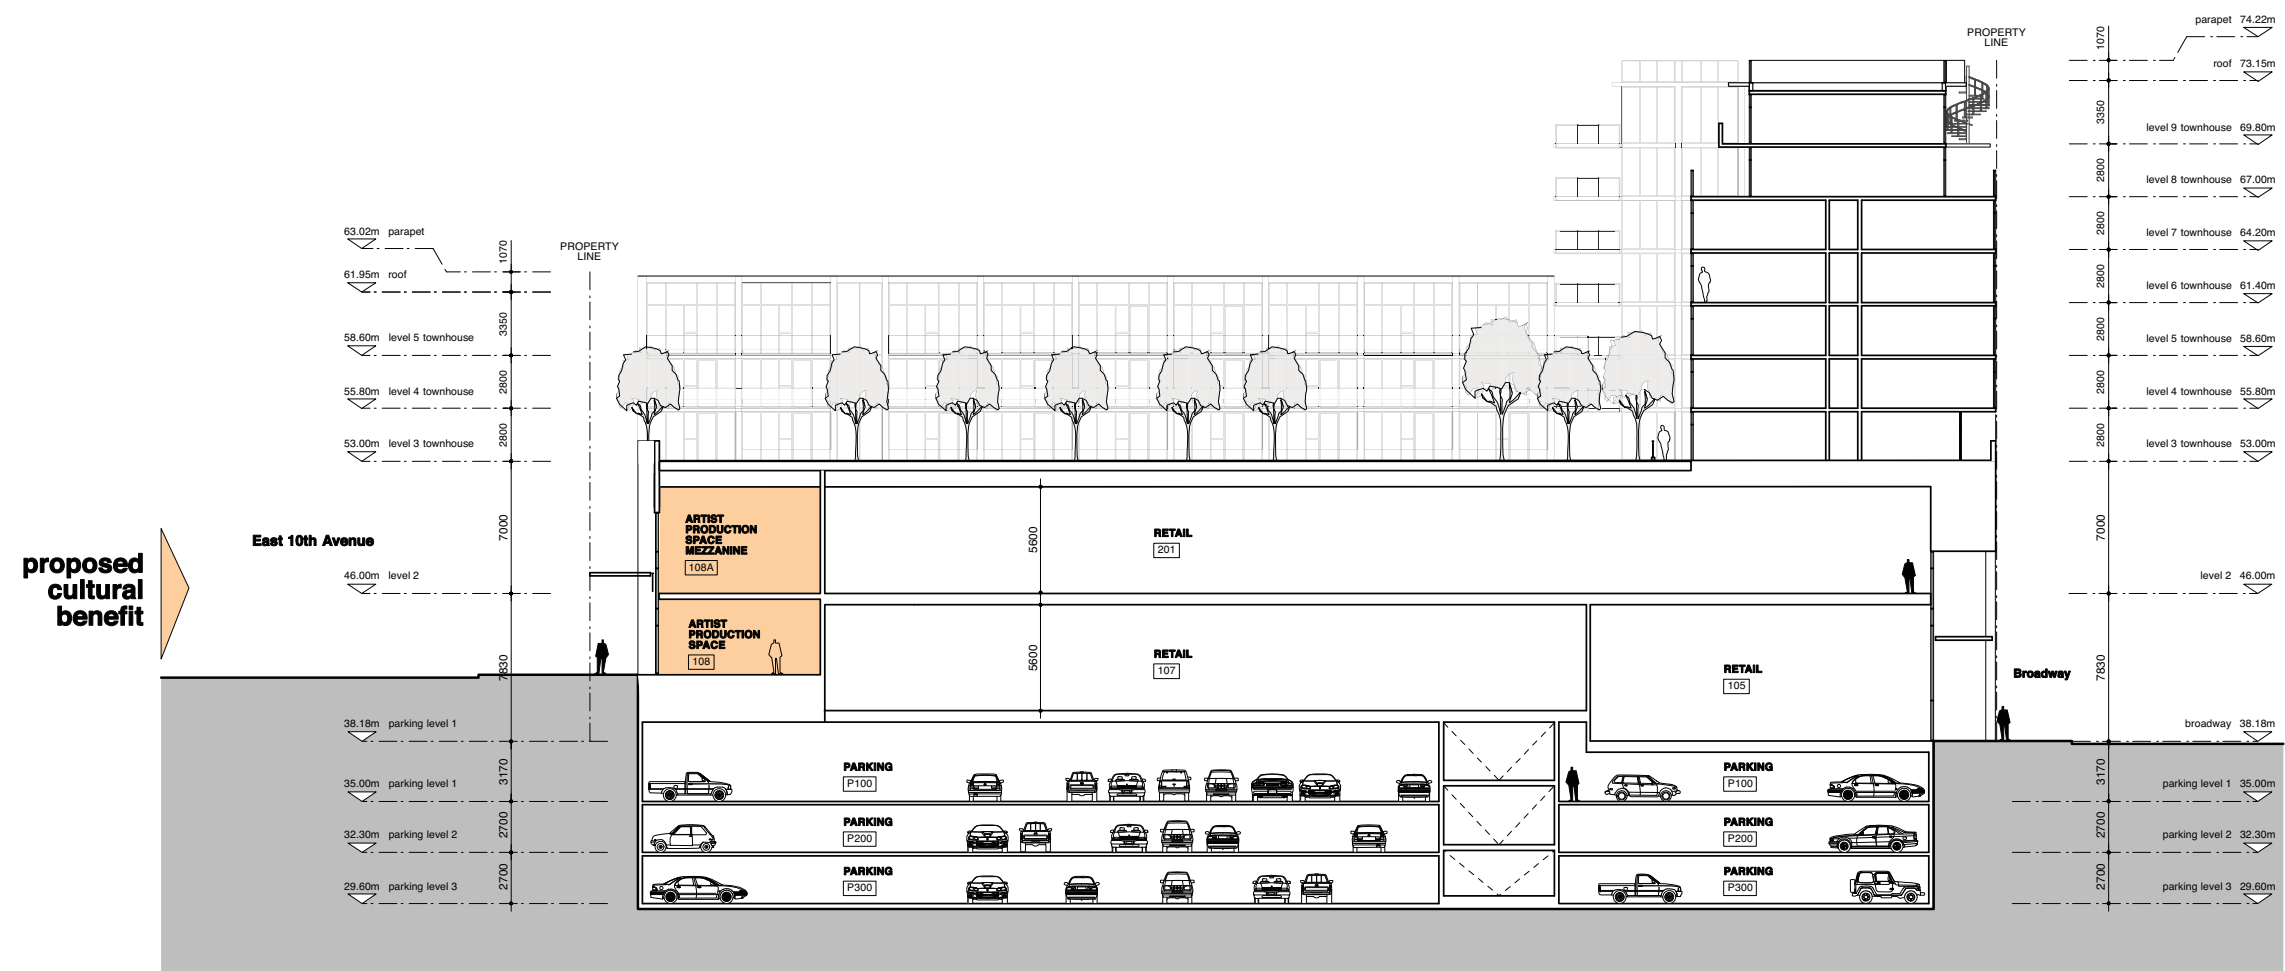 parapet 74.22m
PROPERTY
LINE
1070
roof 73.15m
3350
level 9 townhouse 69.80m
2800
level 8 townhouse 67.00m
2800
level 7 townhouse 64.20m
2800
level 6 townhouse 61.40m
2800
level 5 townhouse 58.60m
2800
level 4 townhouse 55.80m
2800
level 3 townhouse 53.00m
7000
level 2 46.00m
7830
Broadway
broadway 38.18m
3170
parking level 1 35.00m
2700
parking level 2 32.30m
2700
parking level 3 29.60m
63.02m parapet
PROPERTY
LINE
1070
61.95m roof
3350
58.60m level 5 townhouse
2800
55.80m level 4 townhouse
2800
53.00m level 3 townhouse
7000
East 10th Avenue
proposed
cultural
benefit
46.00m level 2
7830
38.18m parking level 1
3170
35.00m parking level 1
2700
32.30m parking level 2
2700
29.60m parking level 3
ARTIST
PRODUCTION
SPACE
MEZZANINE
108A
5600
RETAIL
201
ARTIST
PRODUCTION
SPACE
108
5600
RETAIL
107
RETAIL
105
PARKING
P100
PARKING
P100
PARKING
P200
PARKING
P200
PARKING
P300
PARKING
P300